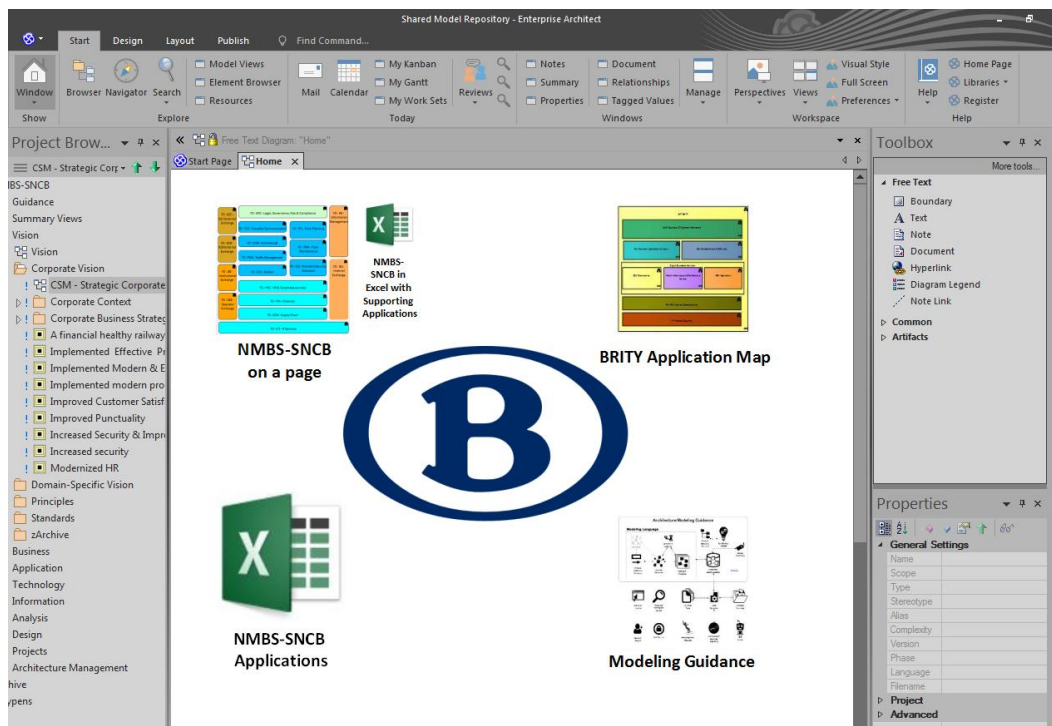 Shared Model Repository - Enterprise Architect
Start Design Layout Publish Find Command...
Window
Browser Navigator Search
Model Views
Element Browser
Resources
Mail Calendar
My Kanban
My Gantt
My Work Sets
Reviews
Notes
Summary
Properties
Document
Relationships
Tagged Values
Manage
Perspectives Views
Visual Style
Full Screen
Preferences
Help
Home Page
Libraries
Register
Show Explore Today Windows Workspace Help
Project Brow...
CSM - Strategic Corp
IBS-SNCB
Guidance
Summary Views
Vision
Vision
Corporate Vision
CSM - Strategic Corporate
Corporate Context
Corporate Business Strateg
A financial healthy railway
Implemented Effective Pr
Implemented Modern & E
Implemented modern pro
Improved Customer Satisf
Improved Punctuality
Increased Security & Impr
Increased security
Modernized HR
Domain-Specific Vision
Principles
Standards
zArchive
Business
Application
Technology
Information
Analysis
Design
Projects
Architecture Management
hive
ypens
Free Text Diagram: "Home"
Start Page Home
NMBS-
SNCB in
Excel with
Supporting
Applications
NMBS-SNCB
on a page
BRITY Application Map
B
X
NMBS-SNCB
Applications
Architecture Modeling Guidance
Modeling Language
Modeling Guidance
Toolbox
More tools...
Free Text
Boundary
A Text
Note
Document
Hyperlink
Diagram Legend
Note Link
Common
Artifacts
Properties
General Settings
Name
Scope
Type
Stereotype
Alias
Complexity
Version
Phase
Language
Filename
Project
Advanced